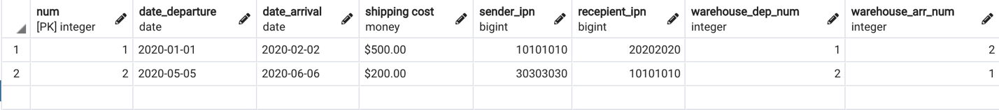 num date_departure date_arrival shipping cost sender_ipn recepient_ipn warehouse_dep_num warehouse_arr_num
[PK] integer date date money bigint bigint integer integer
1 1 2020-01-01 2020-02-02 $500.00 10101010 20202020 1 2
2 2 2020-05-05 2020-06-06 $200.00 30303030 10101010 2 1